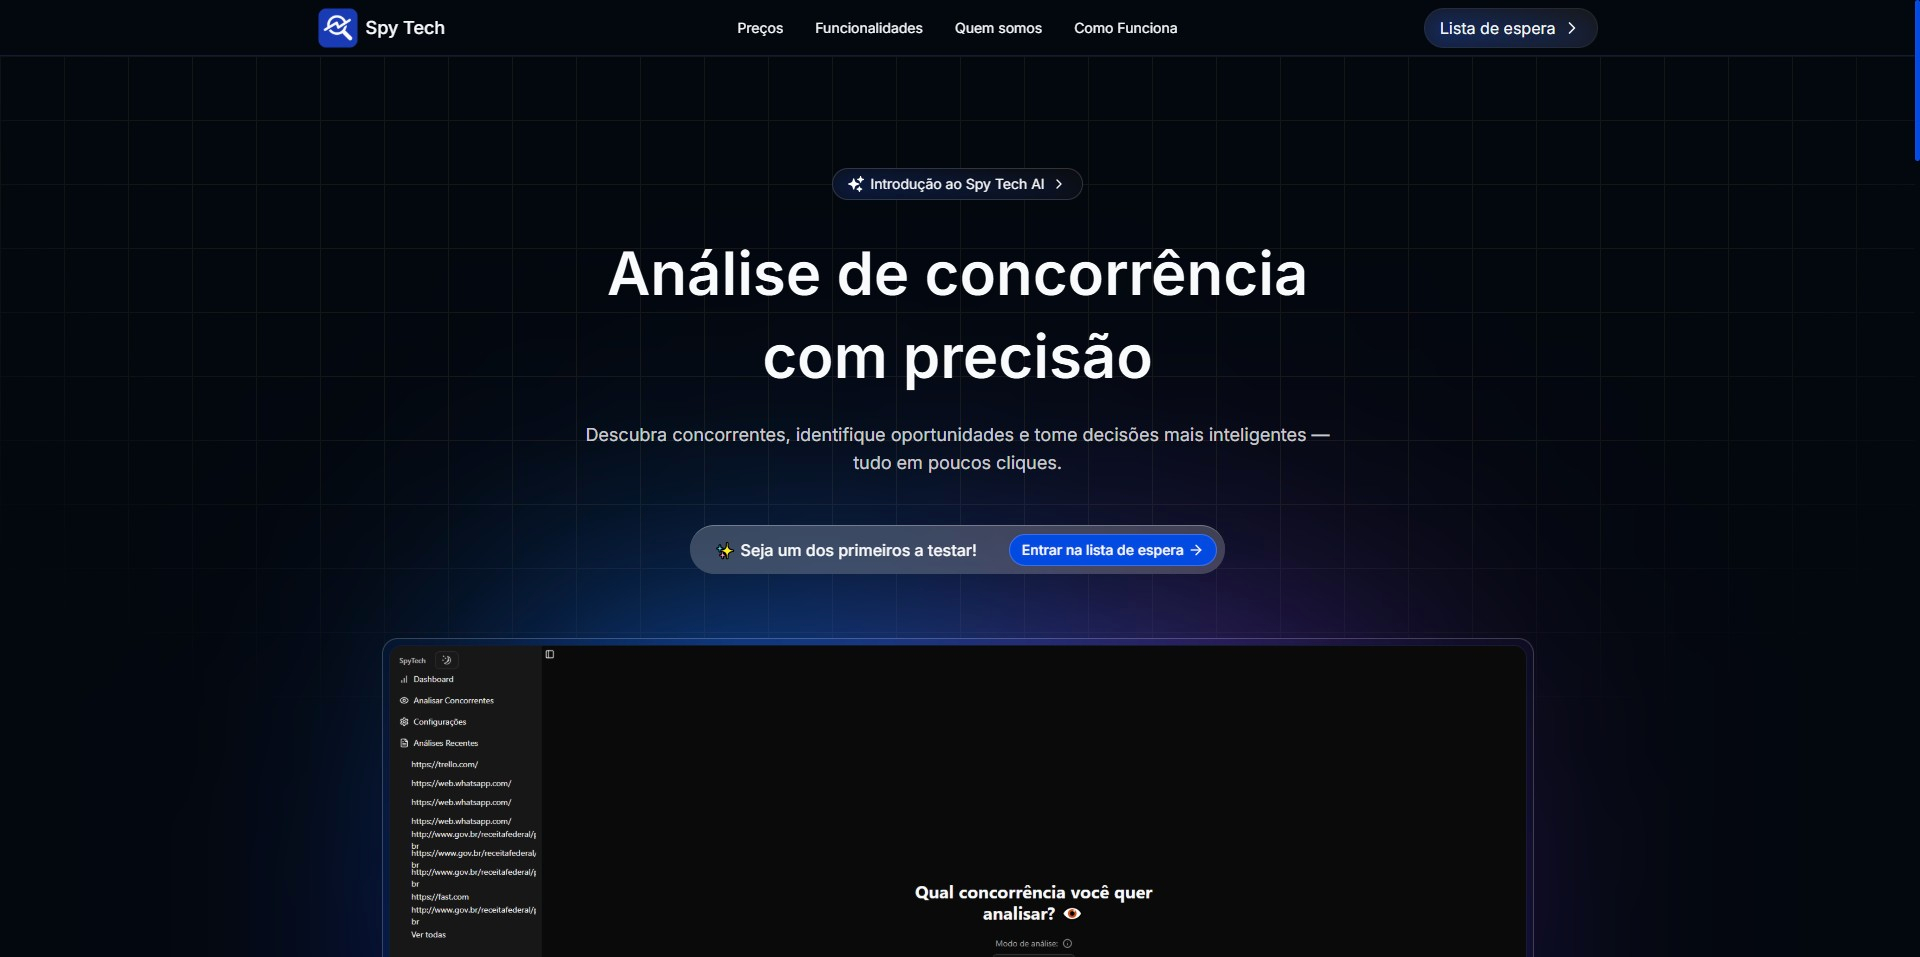 Spy Tech
Preços
Funcionalidades
Quem somos
Como Funciona
Lista de espera
Introdução ao Spy Tech AI
Análise de concorrência
com precisão
Descubra concorrentes, identifique oportunidades e tome decisões mais inteligentes —
tudo em poucos cliques.
✨ Seja um dos primeiros a testar!
Entrar na lista de espera →
SpyTech
Dashboard
Analisar Concorrentes
Configurações
Análises Recentes
https://trello.com/
https://web.whatsapp.com/
https://web.whatsapp.com/
https://web.whatsapp.com/
http://www.gov.br/receitafederal/p
br
https://www.gov.br/receitafederal/
br
http://www.gov.br/receitafederal/p
br
https://fast.com
http://www.gov.br/receitafederal/p
br
Ver todas
Qual concorrência você quer
analisar? 👁️
Modo de análise: